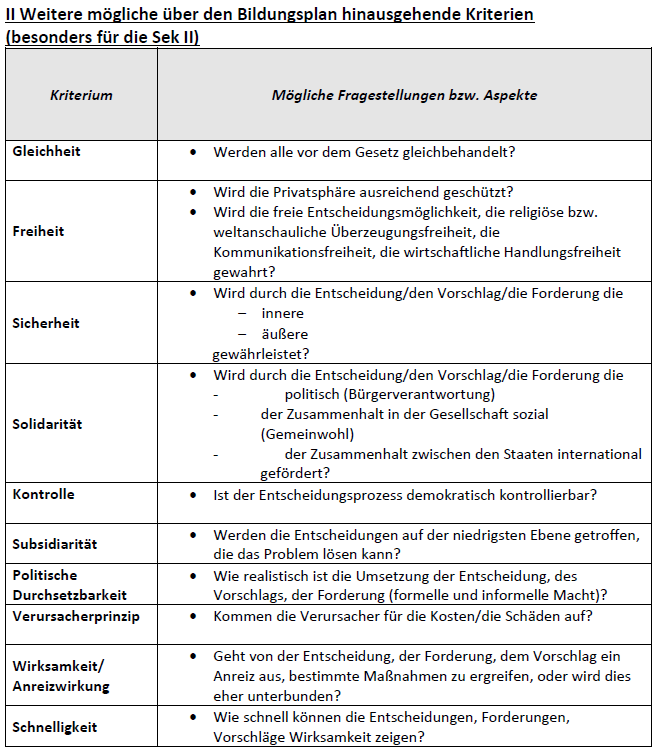 II Weitere mögliche über den Bildungsplan hinausgehende Kriterien
(besonders für die Sek II)
Kriterium
Mögliche Fragestellungen bzw. Aspekte
Gleichheit
• Werden alle vor dem Gesetz gleichbehandelt?
Freiheit
• Wird die Privatsphäre ausreichend geschützt?
• Wird die freie Entscheidungsmöglichkeit, die religiöse bzw.
weltanschauliche Überzeugungsfreiheit, die
Kommunikationsfreiheit, die wirtschaftliche Handlungsfreiheit
gewahrt?
Sicherheit
• Wird durch die Entscheidung/den Vorschlag/die Forderung die
– innere
– äußere
gewährleistet?
Solidarität
• Wird durch die Entscheidung/den Vorschlag/die Forderung die
- politisch (Bürgerverantwortung)
- der Zusammenhalt in der Gesellschaft sozial
(Gemeinwohl)
- der Zusammenhalt zwischen den Staaten international
gefördert?
Kontrolle
• Ist der Entscheidungsprozess demokratisch kontrollierbar?
Subsidiarität
• Werden die Entscheidungen auf der niedrigsten Ebene getroffen,
die das Problem lösen kann?
Politische
Durchsetzbarkeit
• Wie realistisch ist die Umsetzung der Entscheidung, des
Vorschlags, der Forderung (formelle und informelle Macht)?
Verursacherprinzip
• Kommen die Verursacher für die Kosten/die Schäden auf?
Wirksamkeit/
Anreizwirkung
• Geht von der Entscheidung, der Forderung, dem Vorschlag ein
Anreiz aus, bestimmte Maßnahmen zu ergreifen, oder wird dies
eher unterbunden?
Schnelligkeit
• Wie schnell können die Entscheidungen, Forderungen,
Vorschläge Wirksamkeit zeigen?